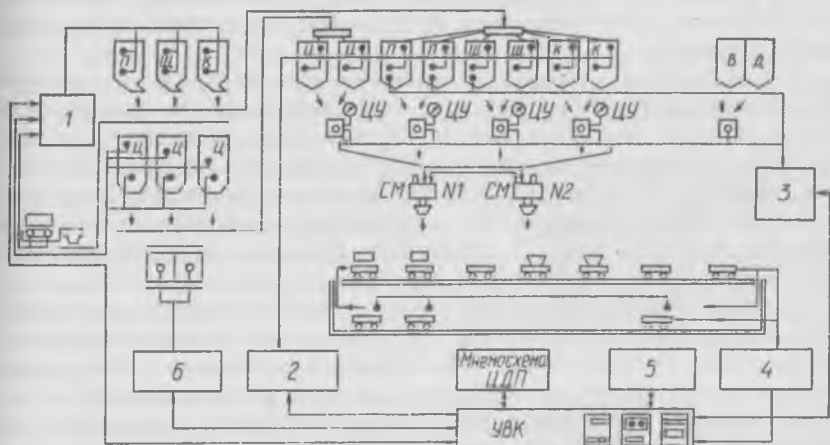 П Щ К
Ц Ц П П Щ Щ К К
В Д
ЦУ ЦУ ЦУ ЦУ
1
Ц Ц Ц
3
СМ N1 СМ N2
6
2
Мнемосхема
ЦДП
5
4
УВК